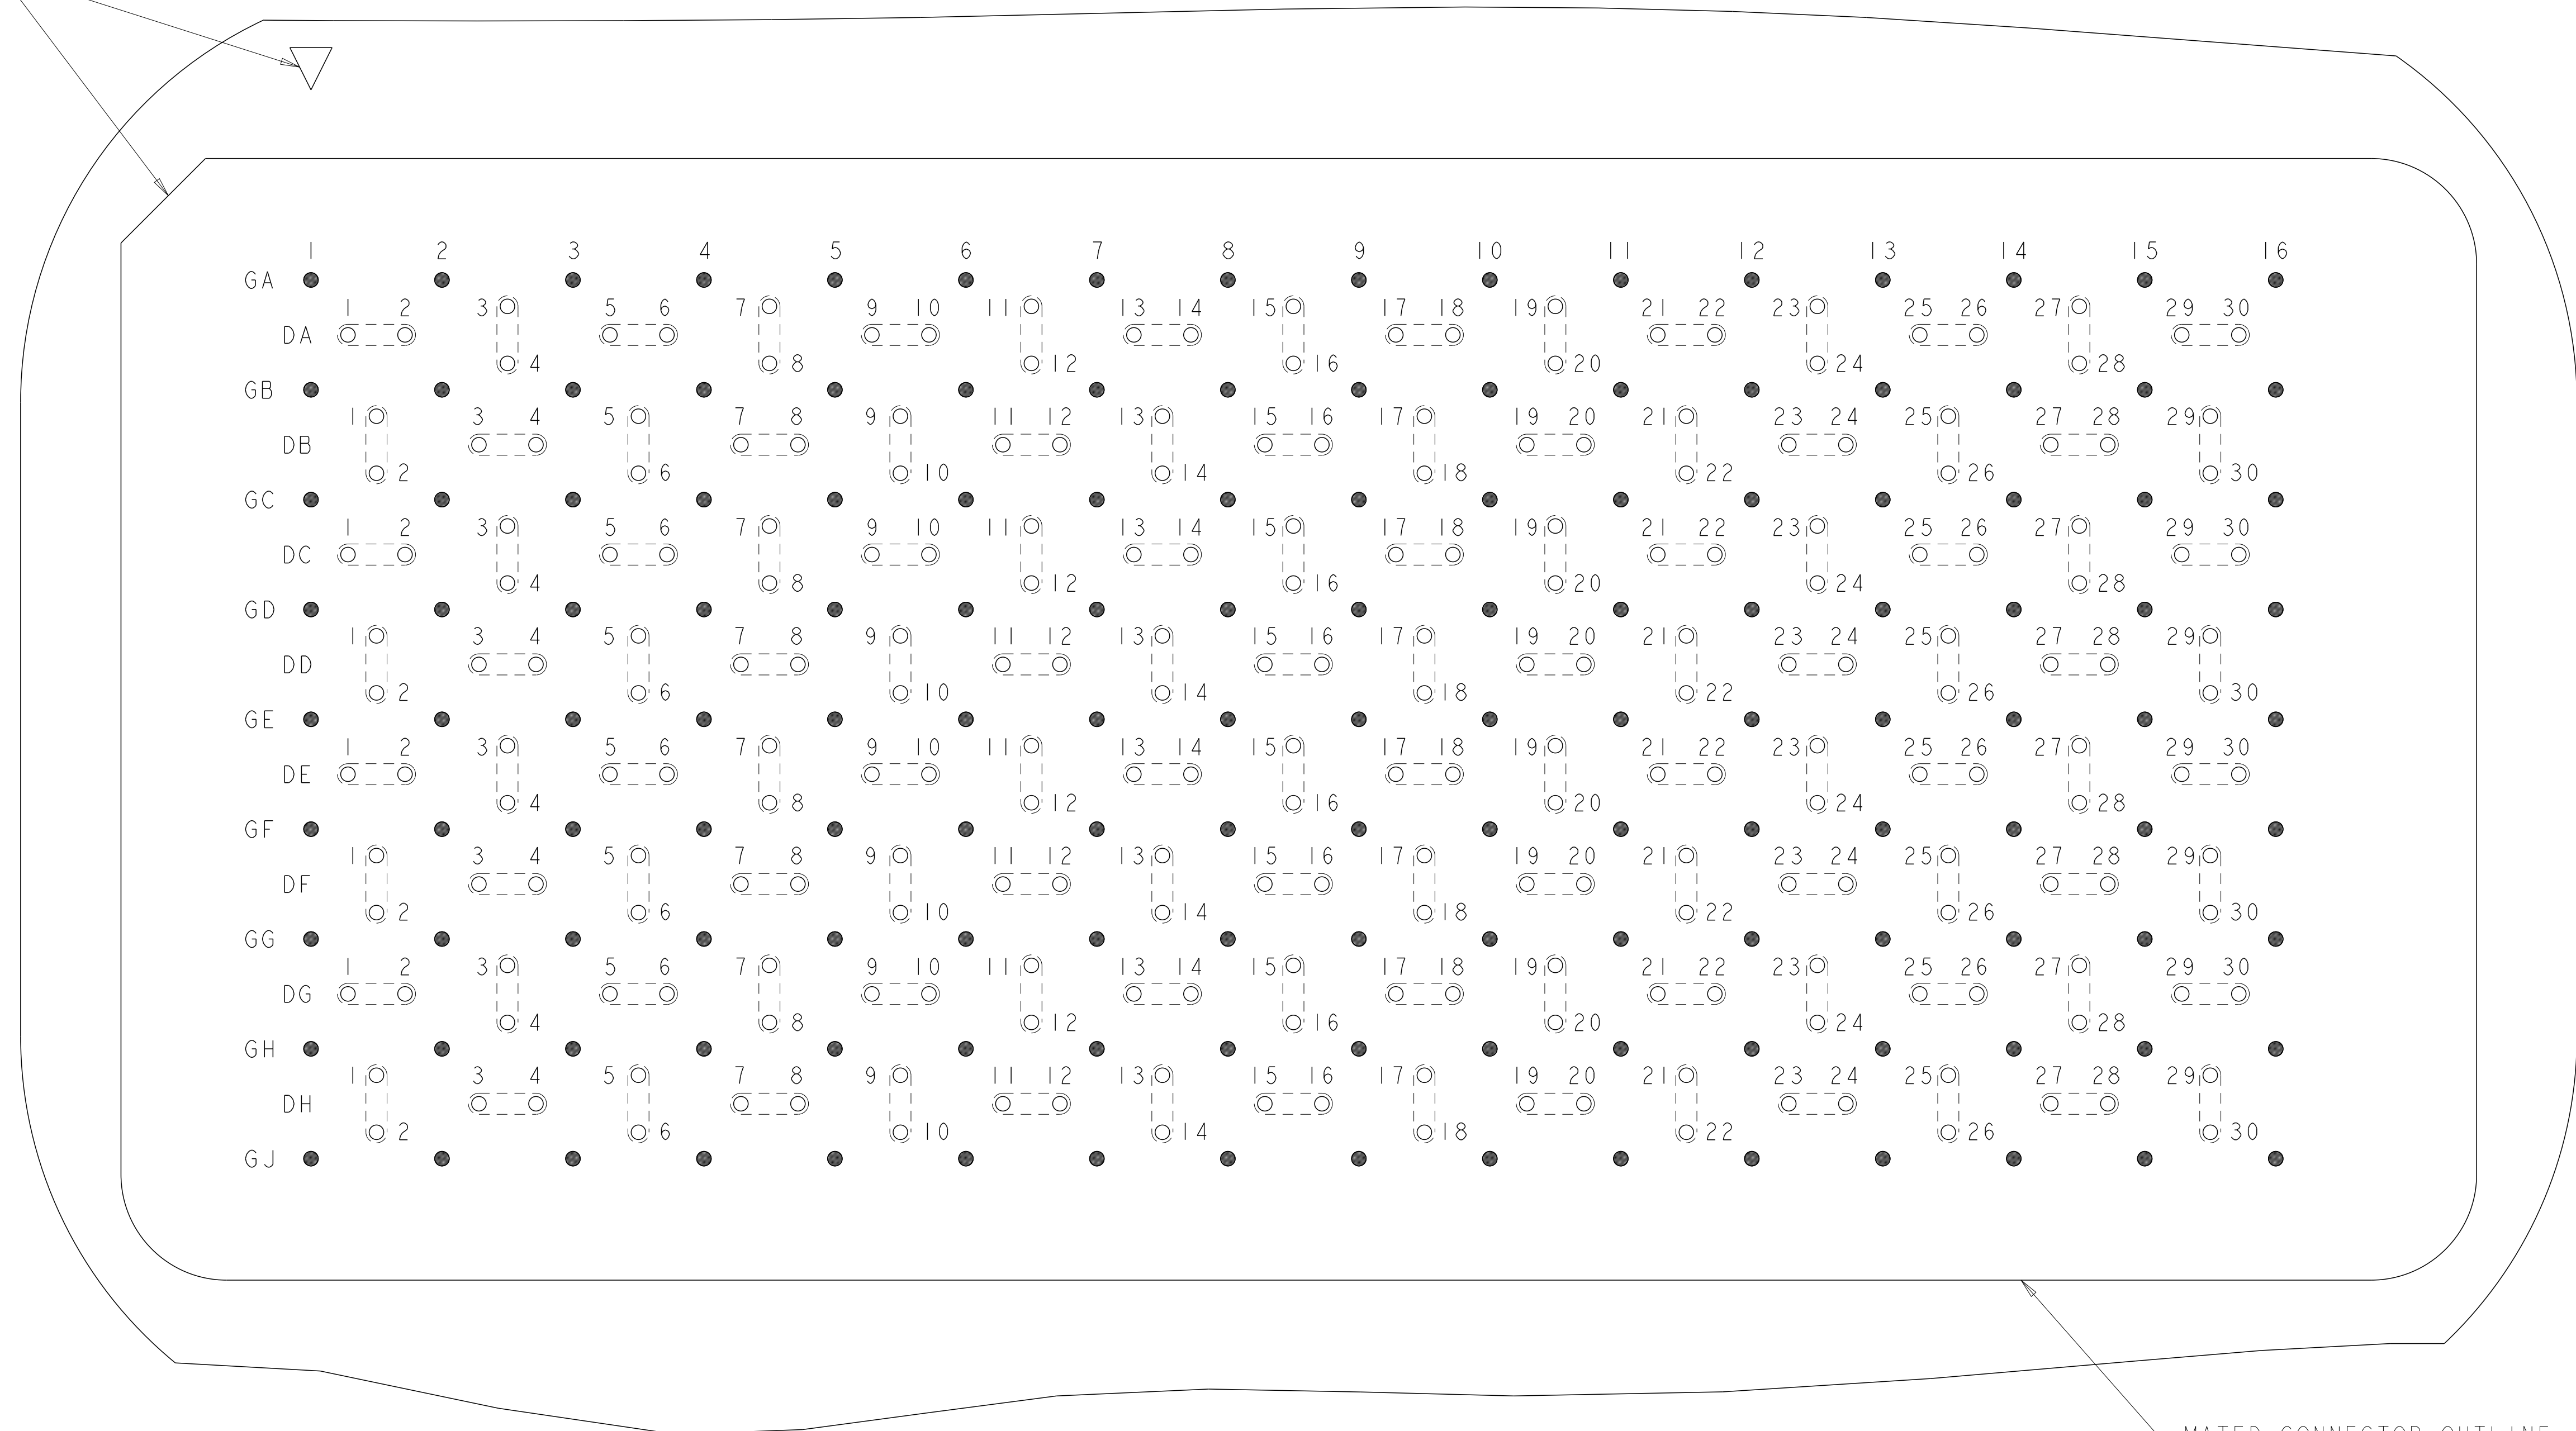 1 2 3 4 5 6 7 8 9 10 11 12 13 14 15 16
GA
1 2 3 5 6 7 9 10 11 13 14 15 17 18 19 21 22 23 25 26 27 29 30
DA
4 8 12 16 20 24 28
GB
1 3 4 5 7 8 9 11 12 13 15 16 17 19 20 21 23 24 25 27 28 29
DB
2 6 10 14 18 22 26 30
GC
1 2 3 5 6 7 9 10 11 13 14 15 17 18 19 21 22 23 25 26 27 29 30
DC
4 8 12 16 20 24 28
GD
1 3 4 5 7 8 9 11 12 13 15 16 17 19 20 21 23 24 25 27 28 29
DD
2 6 10 14 18 22 26 30
GE
1 2 3 5 6 7 9 10 11 13 14 15 17 18 19 21 22 23 25 26 27 29 30
DE
4 8 12 16 20 24 28
GF
1 3 4 5 7 8 9 11 12 13 15 16 17 19 20 21 23 24 25 27 28 29
DF
2 6 10 14 18 22 26 30
GG
1 2 3 5 6 7 9 10 11 13 14 15 17 18 19 21 22 23 25 26 27 29 30
DG
4 8 12 16 20 24 28
GH
1 3 4 5 7 8 9 11 12 13 15 16 17 19 20 21 23 24 25 27 28 29
DH
2 6 10 14 18 22 26 30
GJ
MATED CONNECTOR OUTLINE